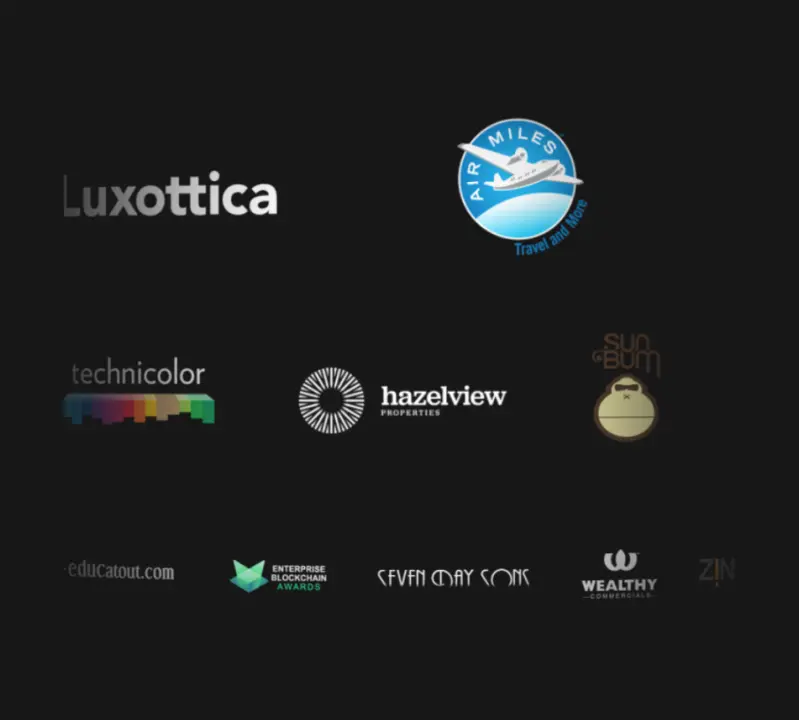 Luxottica
AIR MILES
Travel and More
technicolor
hazelview
PROPERTIES
SUN
BUM
educatout.com
ENTERPRISE
BLOCKCHAIN
AWARDS
SEVEN DAY SONS
WEALTHY
COMMERCIALS
Z!N